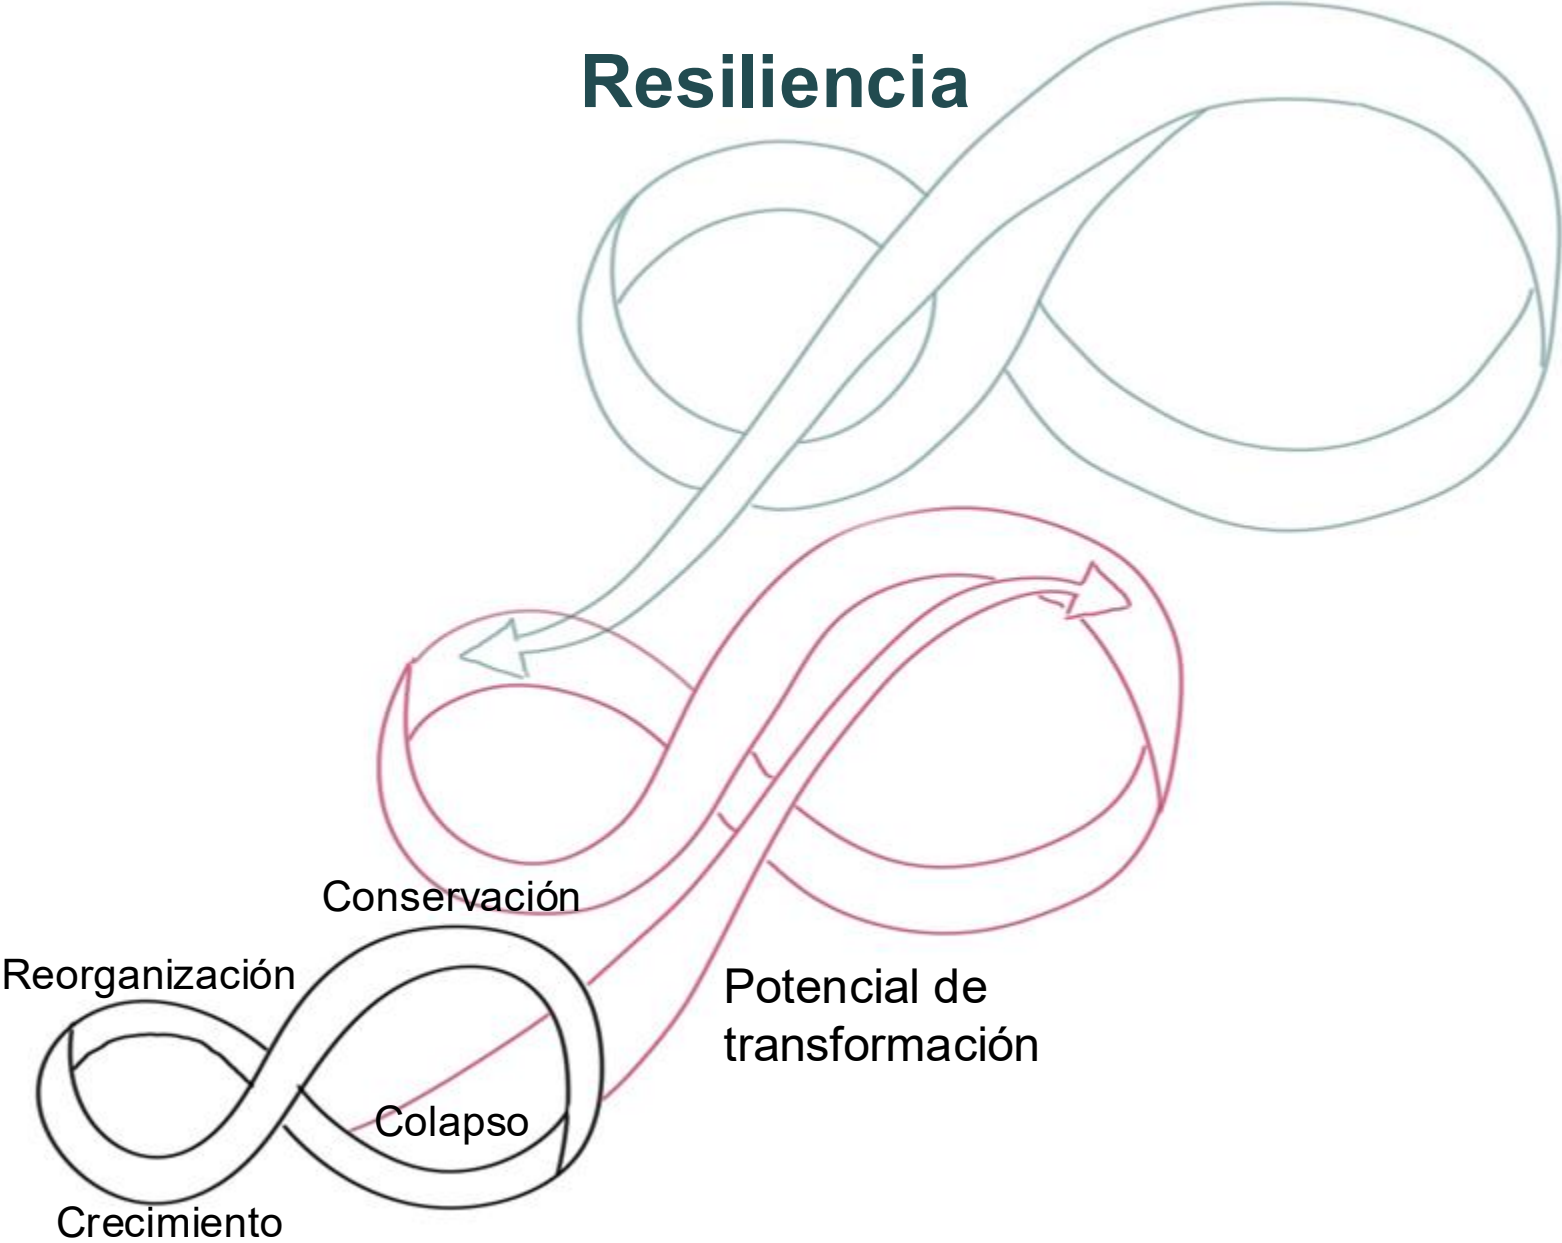 Resiliencia
Conservación
Reorganización
Potencial de
transformación
Colapso
Crecimiento